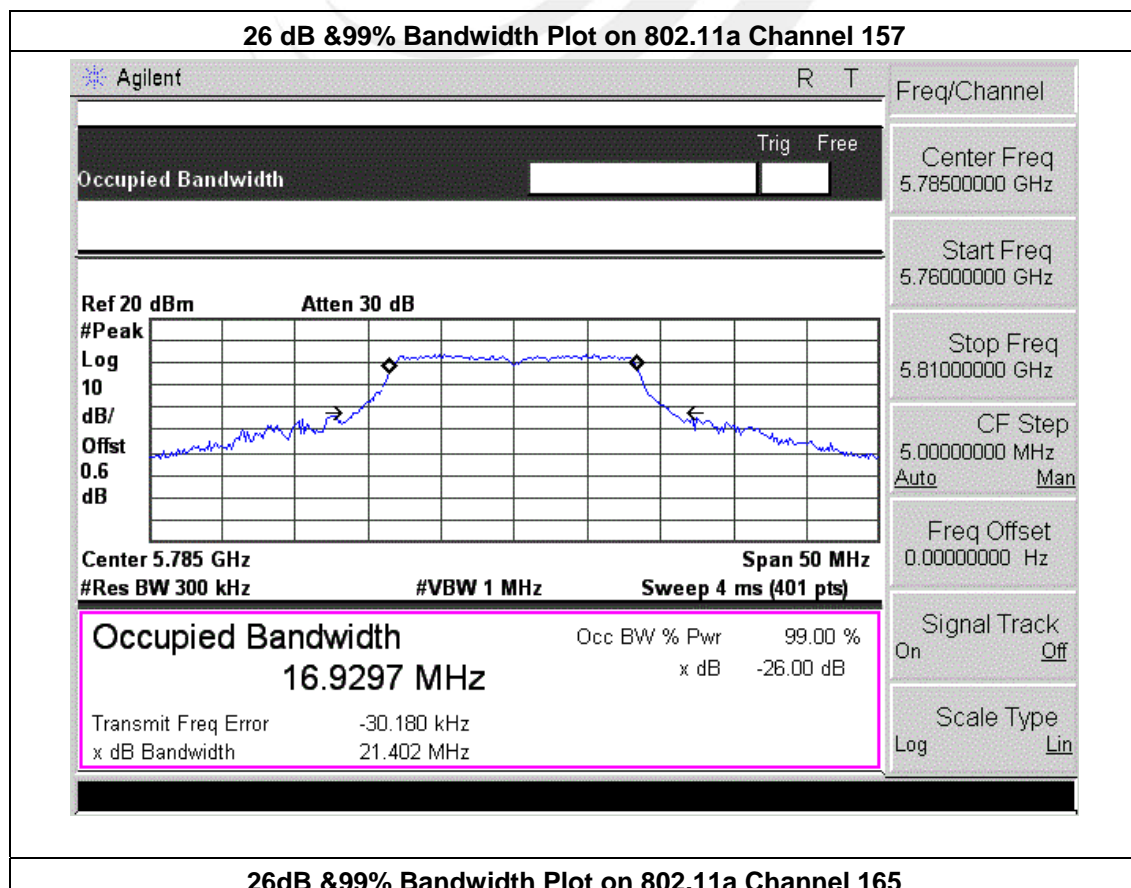 26 dB &99% Bandwidth Plot on 802.11a Channel 157
Agilent R T
Freq/Channel
Trig Free
Occupied Bandwidth
Center Freq
5.78500000 GHz
Start Freq
5.76000000 GHz
Ref 20 dBm Atten 30 dB
#Peak
Log
10
dB/
Offst
0.6
dB
Stop Freq
5.81000000 GHz
CF Step
5.00000000 MHz
Auto Man
Freq Offset
0.00000000 Hz
Center 5.785 GHz Span 50 MHz
#Res BW 300 kHz #VBW 1 MHz Sweep 4 ms (401 pts)
Signal Track
On Off
Occupied Bandwidth Occ BW % Pwr 99.00 %
16.9297 MHz x dB -26.00 dB
Scale Type
Log Lin
Transmit Freq Error -30.180 kHz
x dB Bandwidth 21.402 MHz
26dB &99% Bandwidth Plot on 802.11a Channel 165